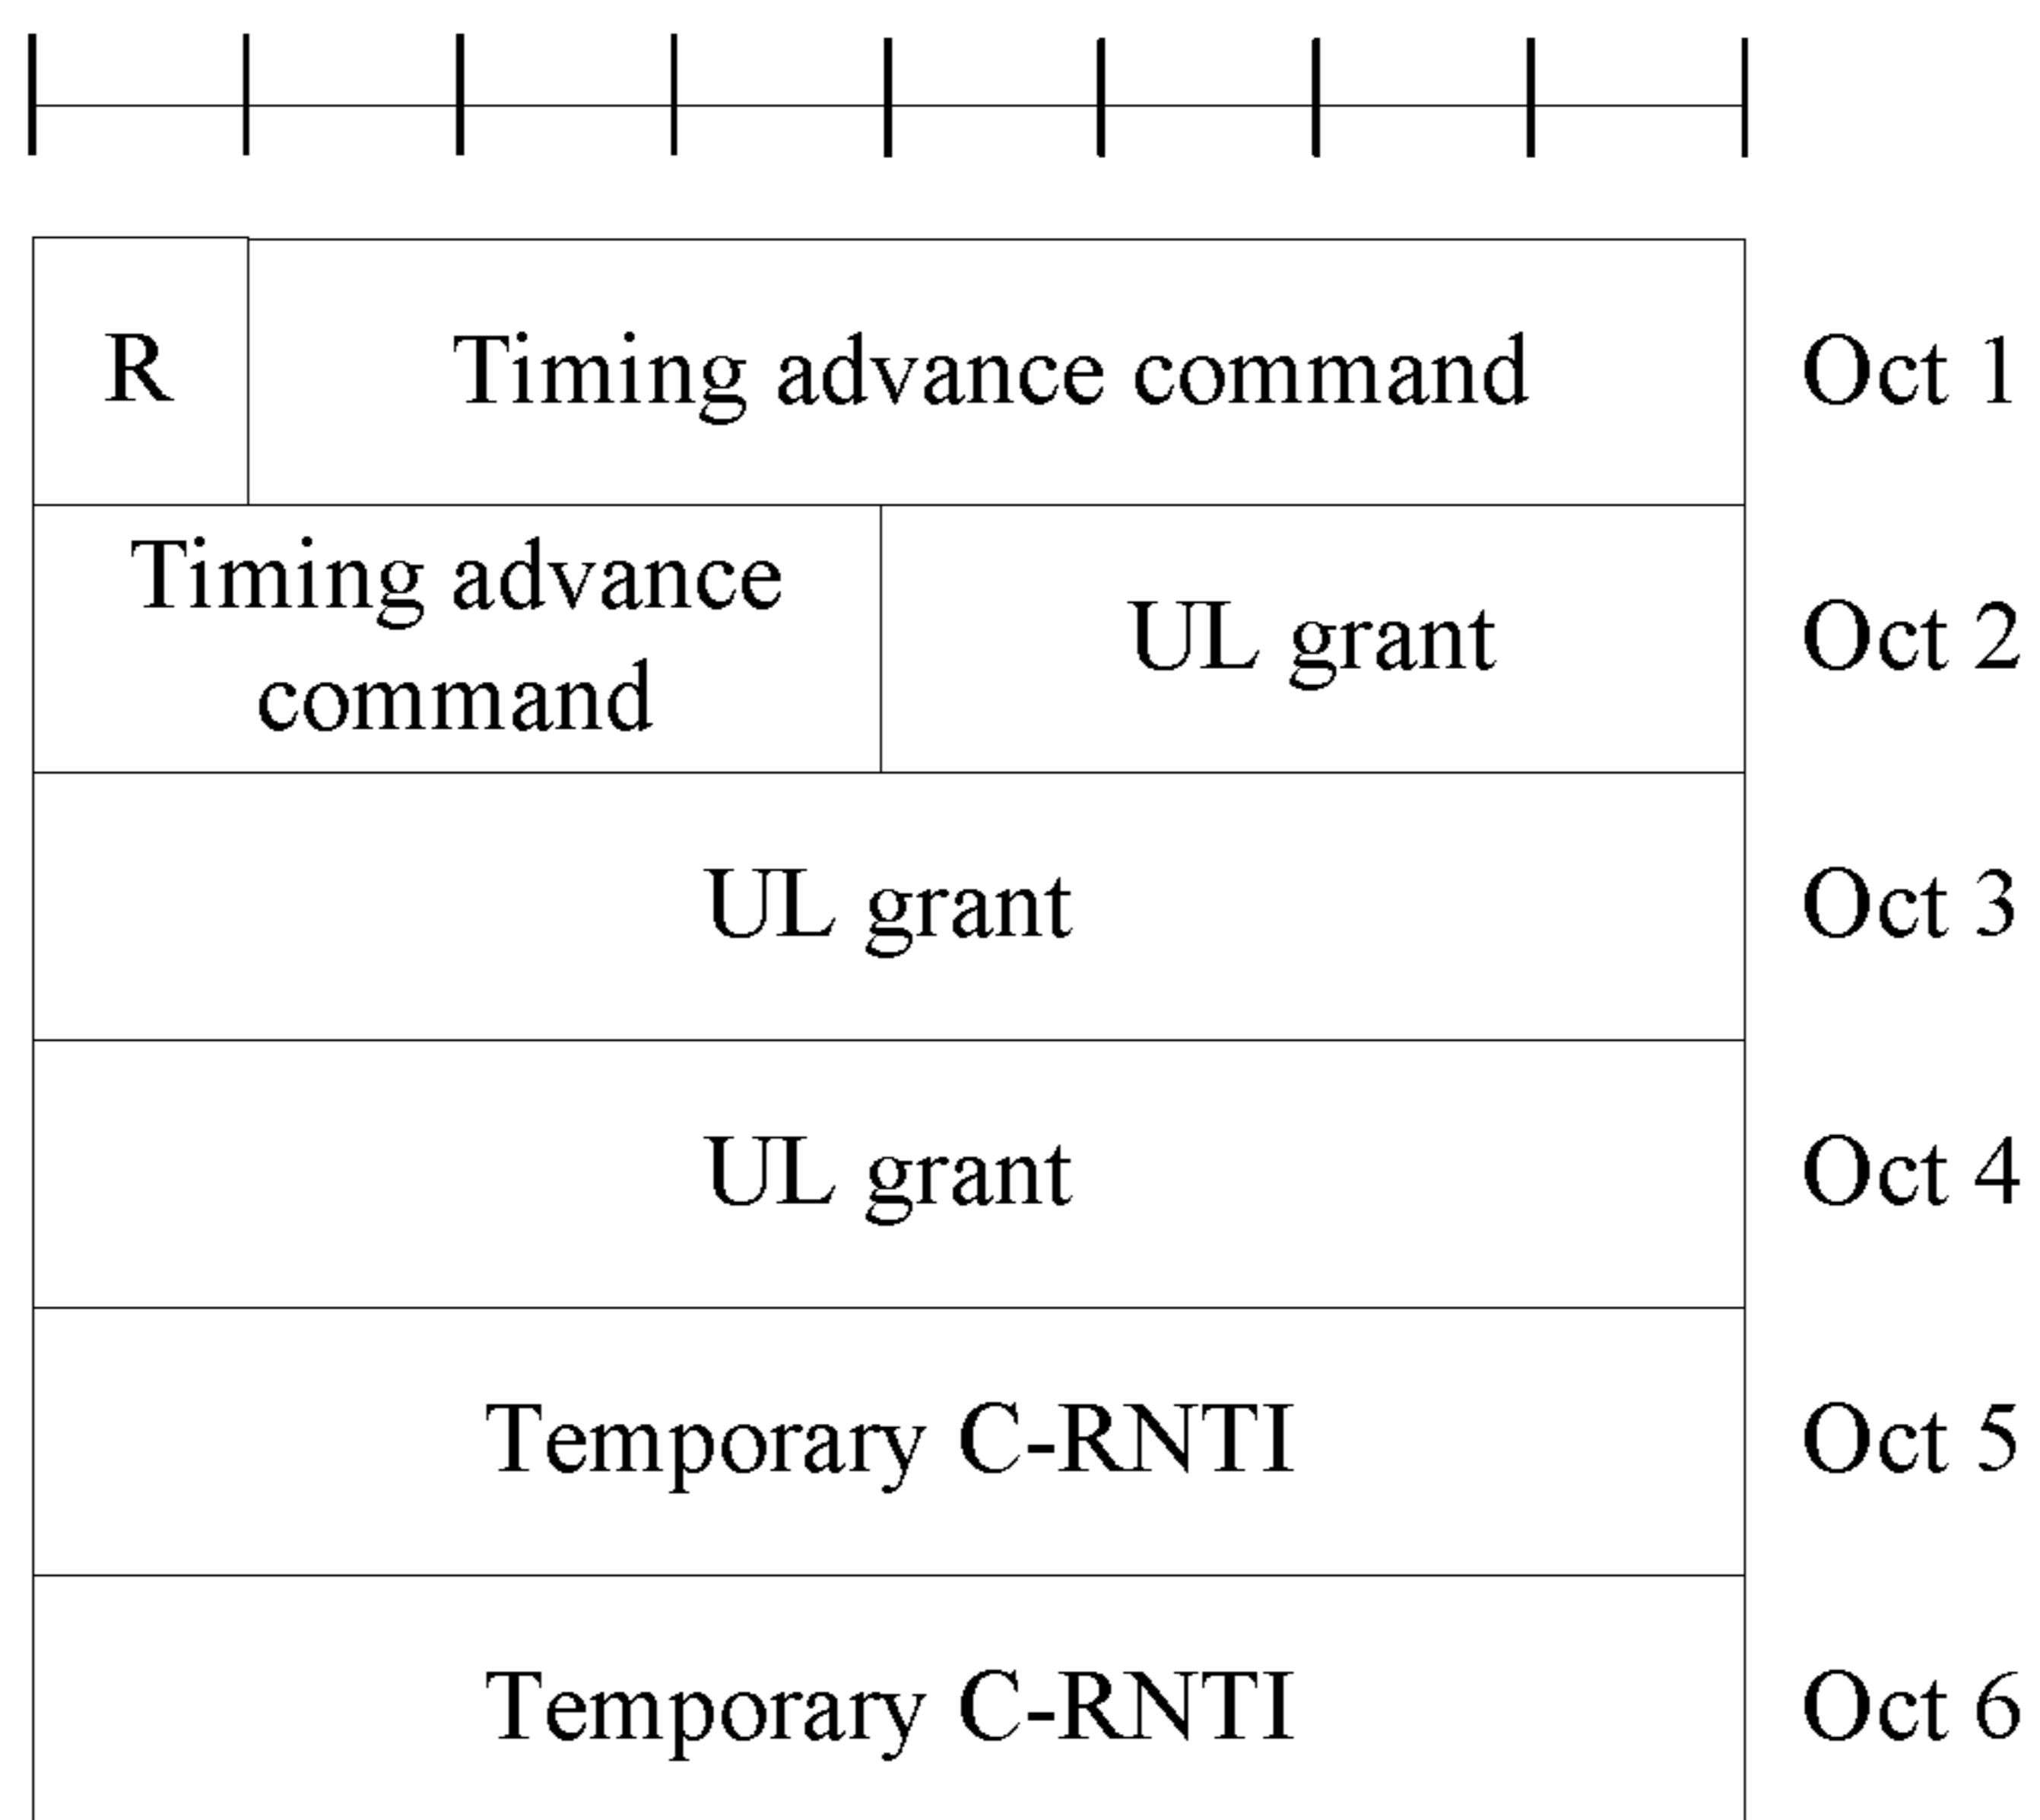 R
Timing advance command
Oct 1
Timing advance
command
UL grant
Oct 2
UL grant
Oct 3
UL grant
Oct 4
Temporary C-RNTI
Oct 5
Temporary C-RNTI
Oct 6